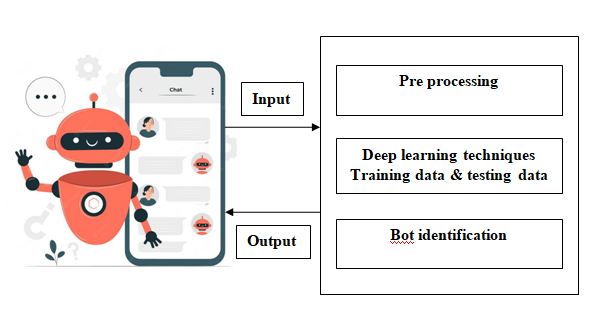 Chat
Input
Output
Pre processing
Deep learning techniques
Training data & testing data
Bot identification